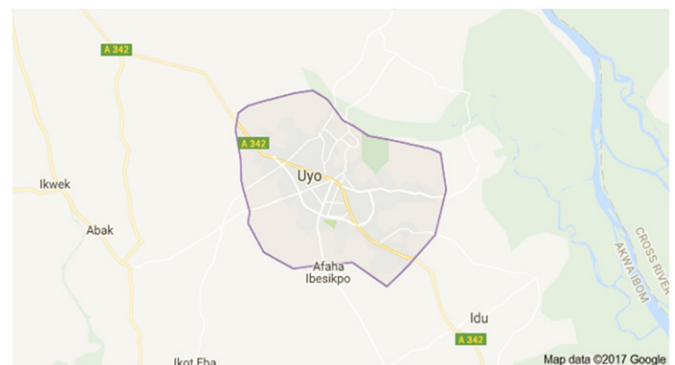 A 342
A 342
Uyo
Ikwek
Abak
Afaha
Ibesikpo
CROSS RIVER
AKWA IBOM
Idu
A 342
Ikot Eba
Map data ©2017 Google